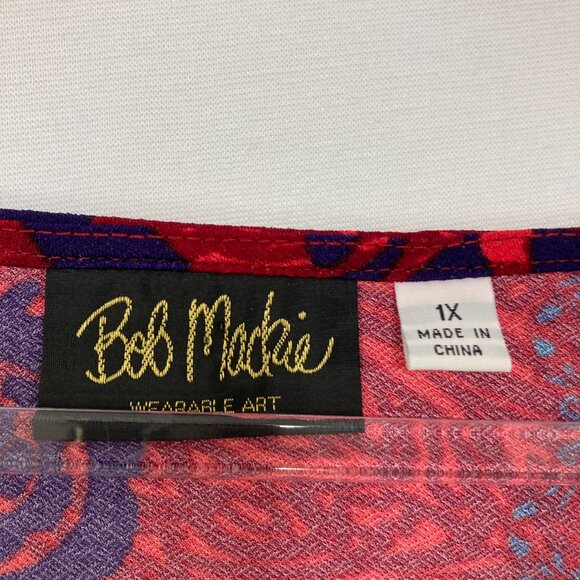 Bob Mackie
WEARABLE ART
1X
MADE IN
CHINA